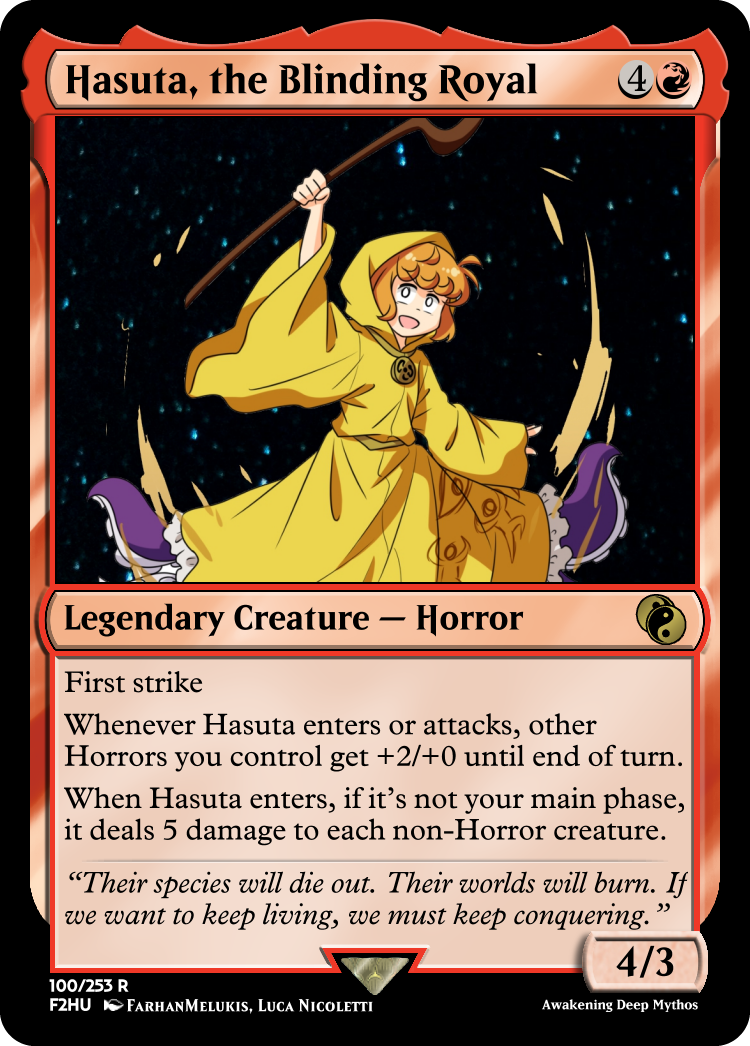 Hasuta, the Blinding Royal 4
Legendary Creature — Horror
First strike
Whenever Hasuta enters or attacks, other
Horrors you control get +2/+0 until end of turn.
When Hasuta enters, if it’s not your main phase,
it deals 5 damage to each non-Horror creature.
“Their species will die out. Their worlds will burn. If
we want to keep living, we must keep conquering.”
4/3
100/253 R
F2HU FarhanMelukis, Luca Nicoletti
Awakening Deep Mythos